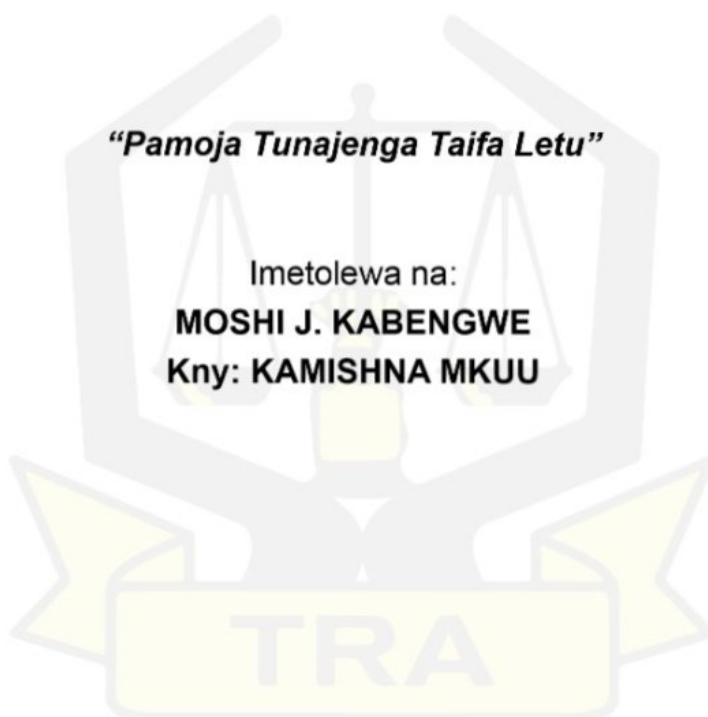 “Pamoja Tunajenga Taifa Letu”
Imetolewa na:
MOSHI J. KABENGWE
Kny: KAMISHNA MKUU
TRA